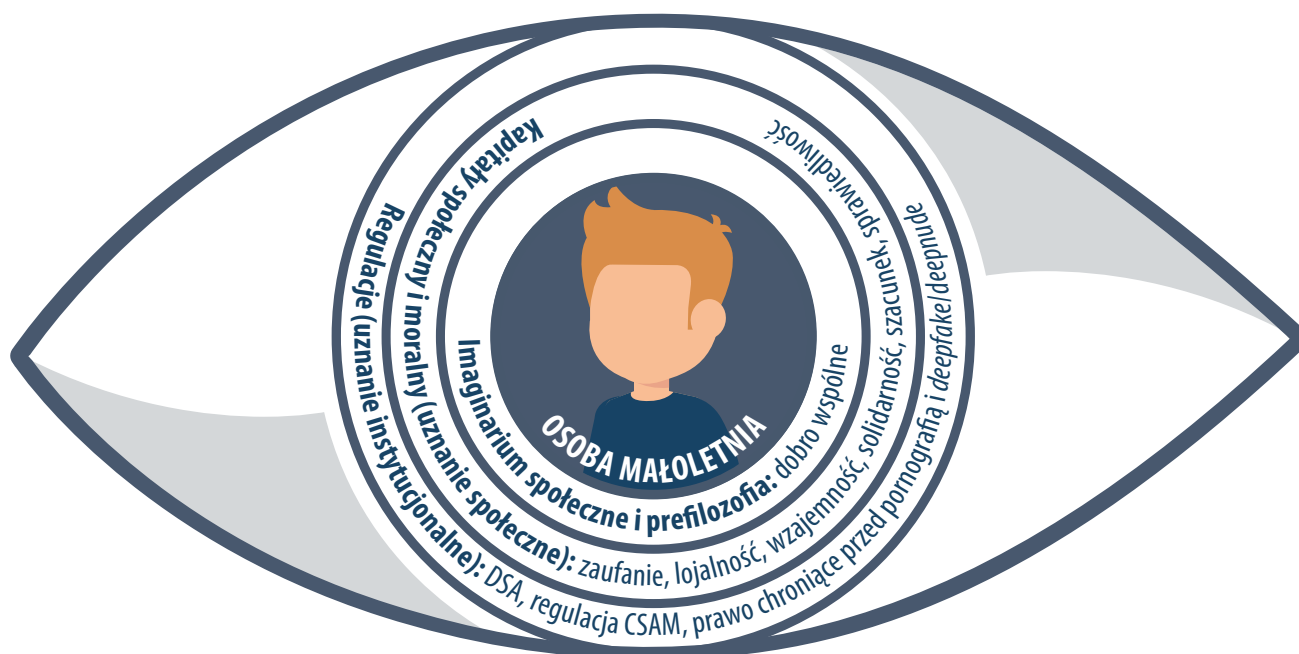 OSOBA MAŁOLETNIA
Imaginarium społeczne i prefilozofia: dobro wspólne
Kapitały społeczny i moralny (uznanie społeczne): zaufanie, lojalność, wzajemność, solidarność, szacunek, sprawiedliwość
Regulacje (uznanie instytucjonalne): DSA, regulacja CSAM, prawo chroniące przed pornografią i deepfake/deepnude